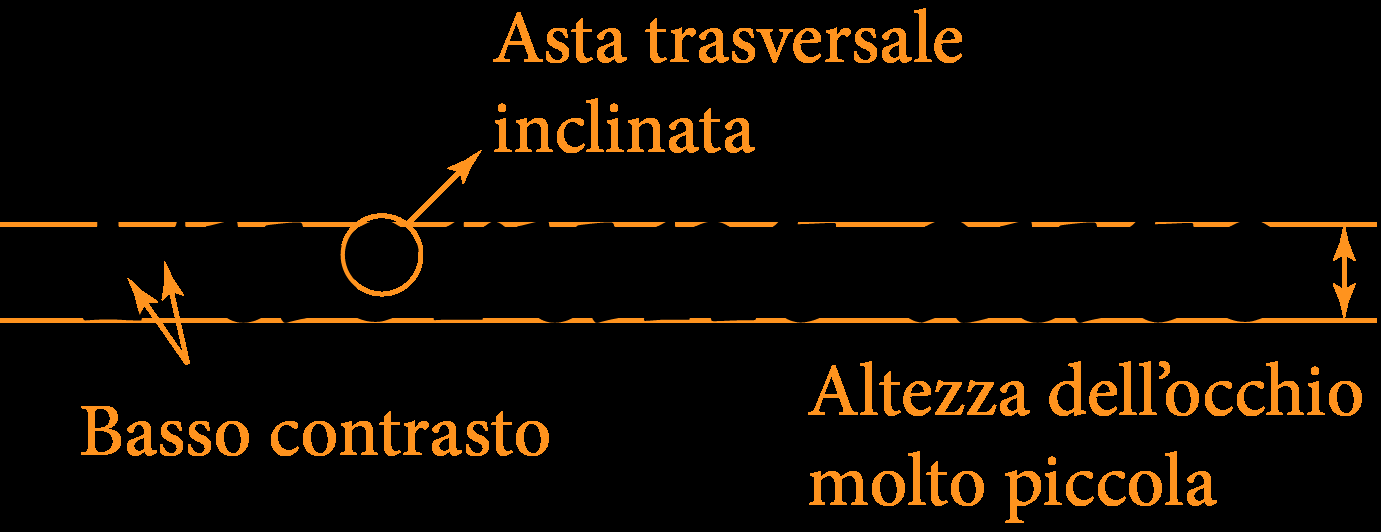 Asta trasversale
inclinata
Basso contrasto
Altezza dell’occhio
molto piccola